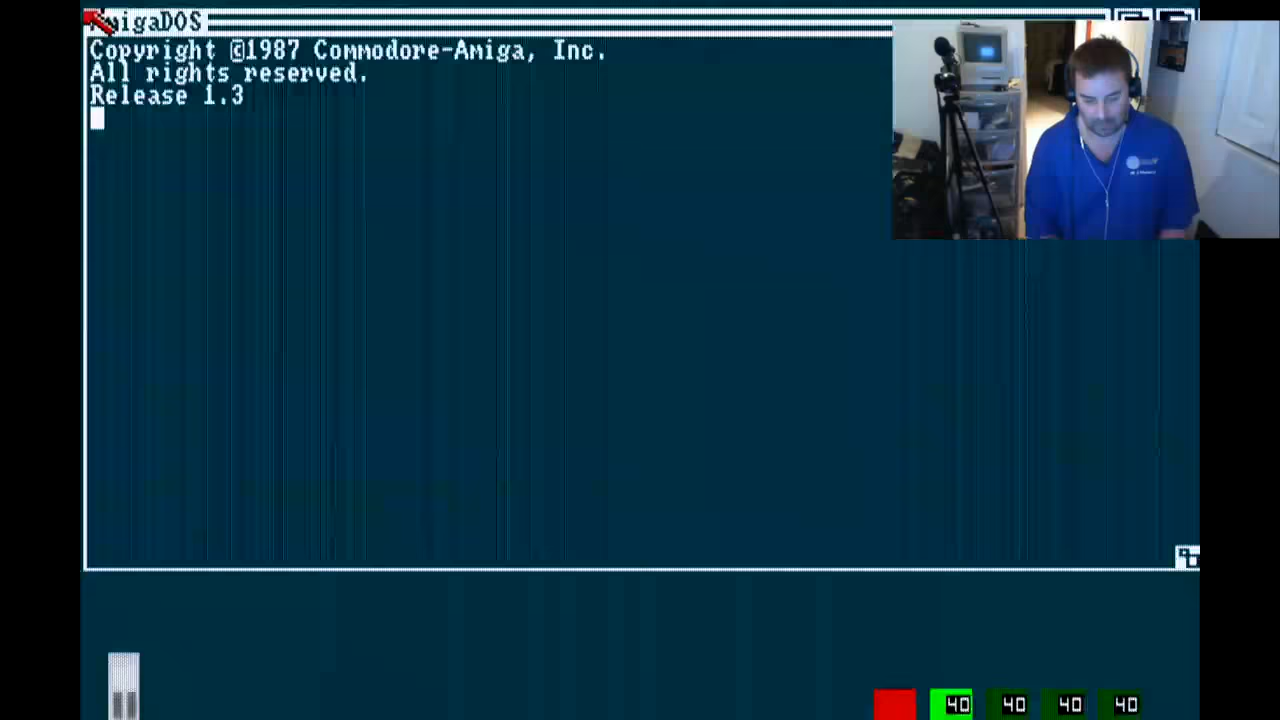 AmigaDOS
Copyright ©1987 Commodore-Amiga, Inc.
All rights reserved.
Release 1.3
40 40 40 40